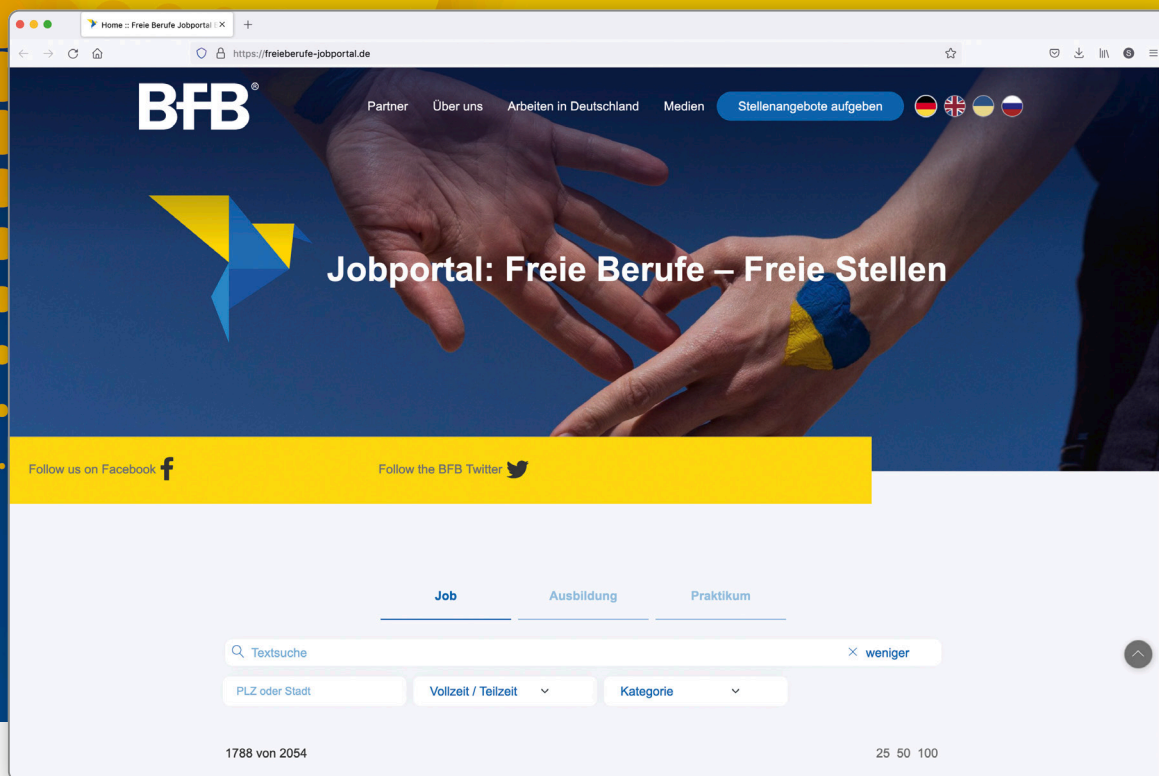 Home :: Freie Berufe Jobportal
https://freieberufe-jobportal.de
BFB®
Partner Über uns Arbeiten in Deutschland Medien Stellenangebote aufgeben
Jobportal: Freie Berufe – Freie Stellen
Follow us on Facebook Follow the BFB Twitter
Job Ausbildung Praktikum
Textsuche × weniger
PLZ oder Stadt Vollzeit / Teilzeit Kategorie
1788 von 2054 25 50 100